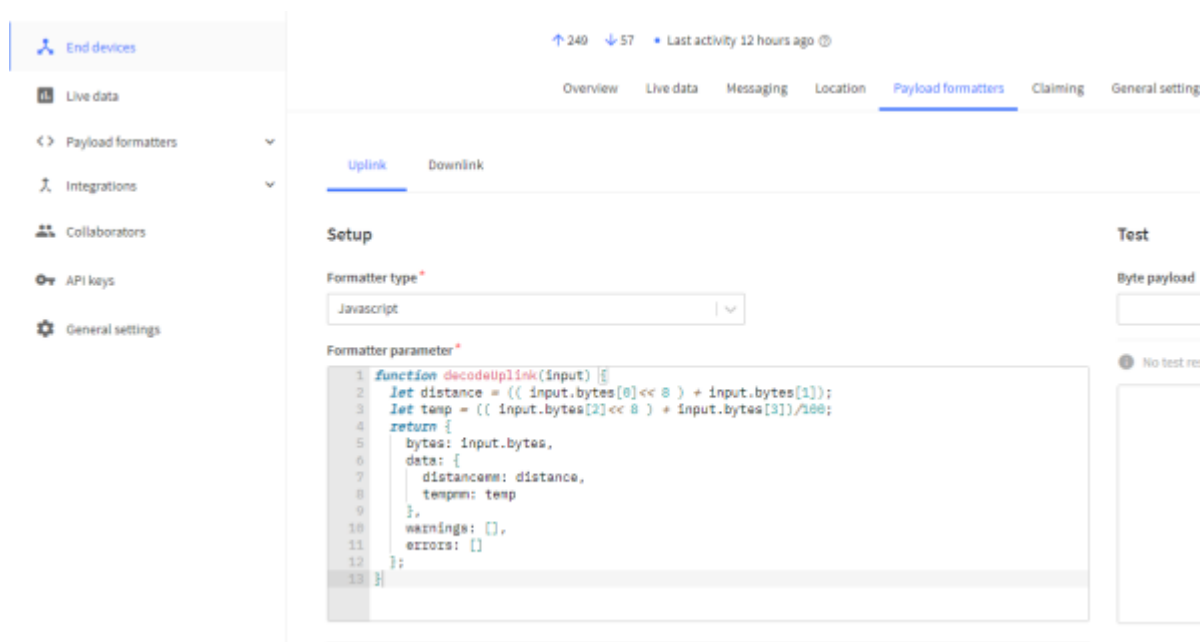 End devices
Live data
Payload formatters
Integrations
Collaborators
API keys
General settings
249 57 • Last activity 12 hours ago
Overview Live data Messaging Location Payload formatters Claiming General setting
Uplink Downlink
Setup
Formatter type*
Javascript
Formatter parameter*
1 function decodeUplink(input) {
2 let distance = (( input.bytes[0]<< 8 ) + input.bytes[1]);
3 let temp = (( input.bytes[2]<< 8 ) + input.bytes[3])/100;
4 return {
5 bytes: input.bytes,
6 data: {
7 distancemm: distance,
8 tempmm: temp
9 },
10 warnings: [],
11 errors: []
12 };
13 }
Test
Byte payload
No test res